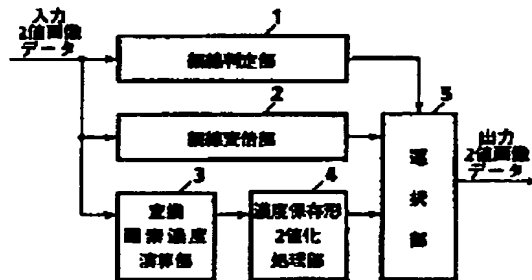 入力
2値画像
データ
1
細線判定部
2
細線変倍部
3
変換
画素濃度
演算部
4
濃度保存形
2値化
処理部
5
選
択
部
出力
2値画像
データ